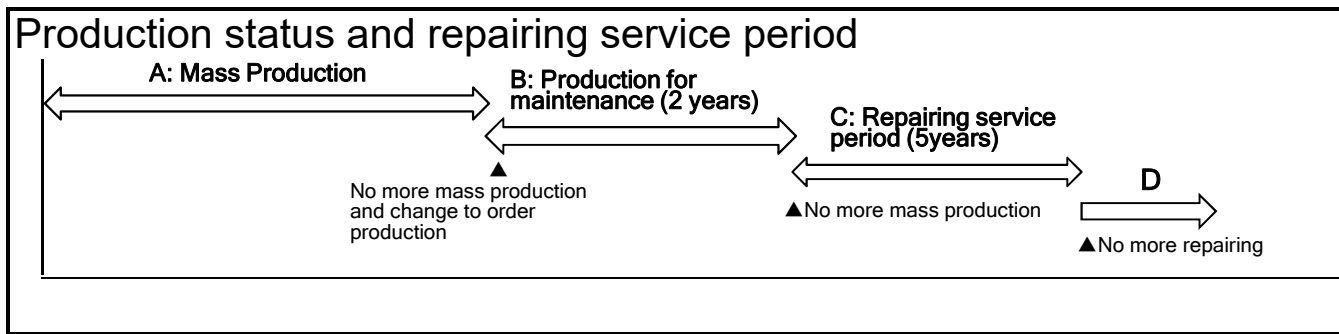 Production status and repairing service period
A: Mass Production
B: Production for
maintenance (2 years)
C: Repairing service
period (5years)
D
▲
No more mass production
and change to order
production
▲No more mass production
▲No more repairing